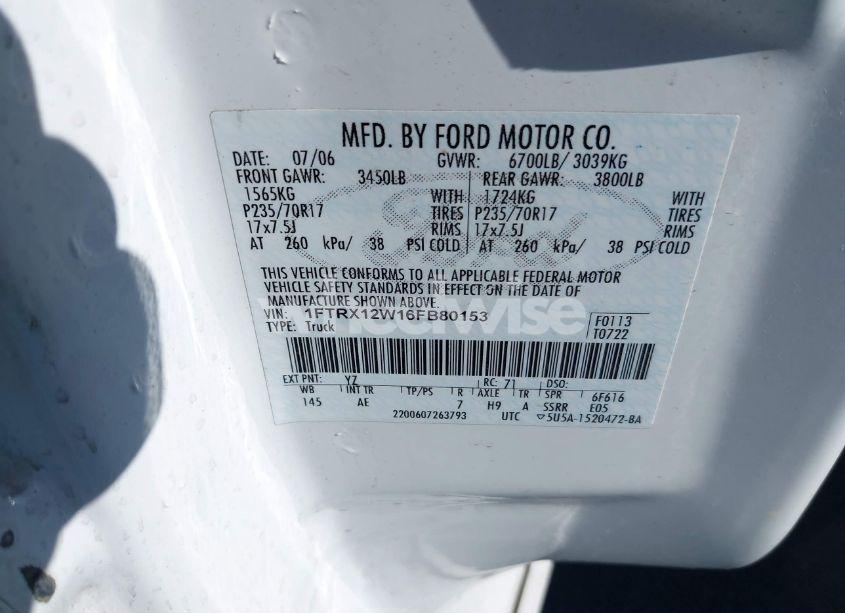 MFD. BY FORD MOTOR CO.
DATE: 07/06 GVWR: 6700LB/ 3039KG
FRONT GAWR: 3450LB REAR GAWR: 3800LB
1565KG WITH 1724KG WITH
P235/70R17 TIRES P235/70R17 TIRES
17x7.5J RIMS 17x7.5J RIMS
AT 260 kPa/ 38 PSI COLD AT 260 kPa/ 38 PSI COLD
Ford
THIS VEHICLE CONFORMS TO ALL APPLICABLE FEDERAL MOTOR
VEHICLE SAFETY STANDARDS IN EFFECT ON THE DATE OF
MANUFACTURE SHOWN ABOVE.
wheelwise
VIN: 1FTRX12W16FB80153 F0113
TYPE: Truck T0722
EXT PNT: YZ RC: 71 DSO:
WB INT TR TP/PS R AXLE TR SPR 6F616
145 AE 7 H9 A SSRR E05
2200607263793 UTC 5U5A-1520472-BA